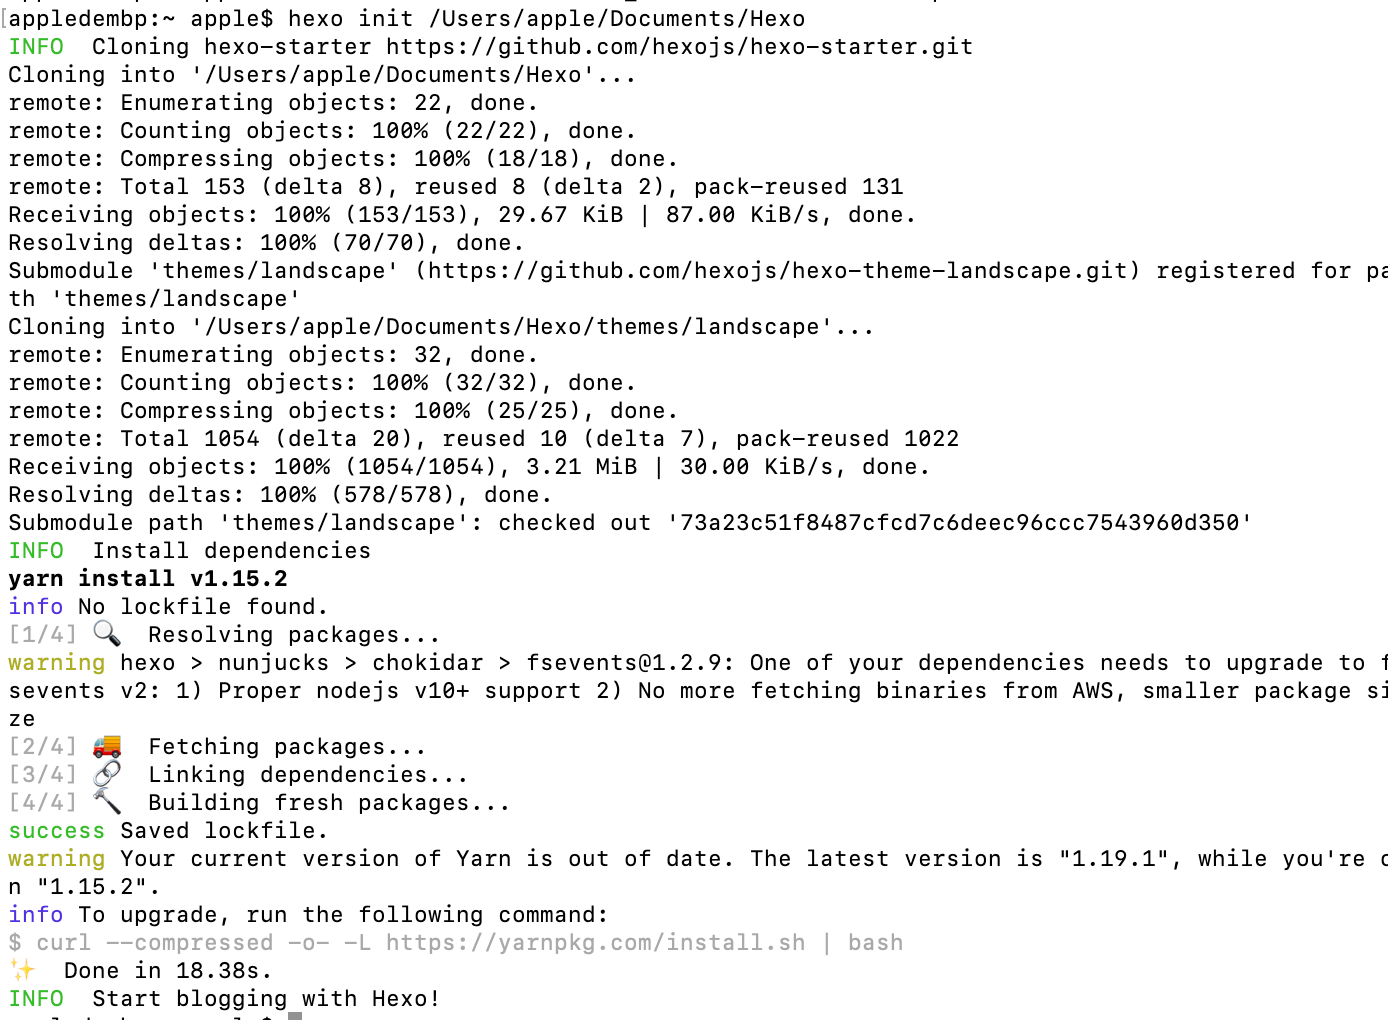 [appledembp:~ apple$ hexo init /Users/apple/Documents/Hexo
INFO  Cloning hexo-starter https://github.com/hexojs/hexo-starter.git
Cloning into '/Users/apple/Documents/Hexo'...
remote: Enumerating objects: 22, done.
remote: Counting objects: 100% (22/22), done.
remote: Compressing objects: 100% (18/18), done.
remote: Total 153 (delta 8), reused 8 (delta 2), pack-reused 131
Receiving objects: 100% (153/153), 29.67 KiB | 87.00 KiB/s, done.
Resolving deltas: 100% (70/70), done.
Submodule 'themes/landscape' (https://github.com/hexojs/hexo-theme-landscape.git) registered for pa
th 'themes/landscape'
Cloning into '/Users/apple/Documents/Hexo/themes/landscape'...
remote: Enumerating objects: 32, done.
remote: Counting objects: 100% (32/32), done.
remote: Compressing objects: 100% (25/25), done.
remote: Total 1054 (delta 20), reused 10 (delta 7), pack-reused 1022
Receiving objects: 100% (1054/1054), 3.21 MiB | 30.00 KiB/s, done.
Resolving deltas: 100% (578/578), done.
Submodule path 'themes/landscape': checked out '73a23c51f8487cfcd7c6deec96ccc7543960d350'
INFO  Install dependencies
yarn install v1.15.2
info No lockfile found.
[1/4] 🔍  Resolving packages...
warning hexo > nunjucks > chokidar > fsevents@1.2.9: One of your dependencies needs to upgrade to f
sevents v2: 1) Proper nodejs v10+ support 2) No more fetching binaries from AWS, smaller package si
ze
[2/4] 🚚  Fetching packages...
[3/4] 🔗  Linking dependencies...
[4/4] 🔨  Building fresh packages...
success Saved lockfile.
warning Your current version of Yarn is out of date. The latest version is "1.19.1", while you're o
n "1.15.2".
info To upgrade, run the following command:
$ curl --compressed -o- -L https://yarnpkg.com/install.sh | bash
✨  Done in 18.38s.
INFO  Start blogging with Hexo!